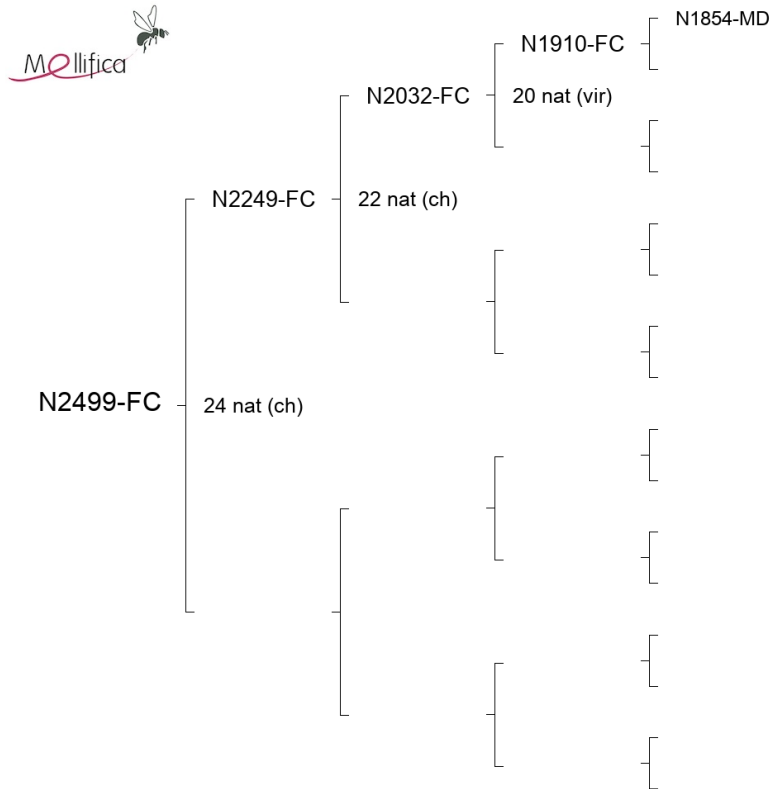 Mellifica
N1854-MD
N1910-FC
N2032-FC
20 nat (vir)
N2249-FC
22 nat (ch)
N2499-FC
24 nat (ch)